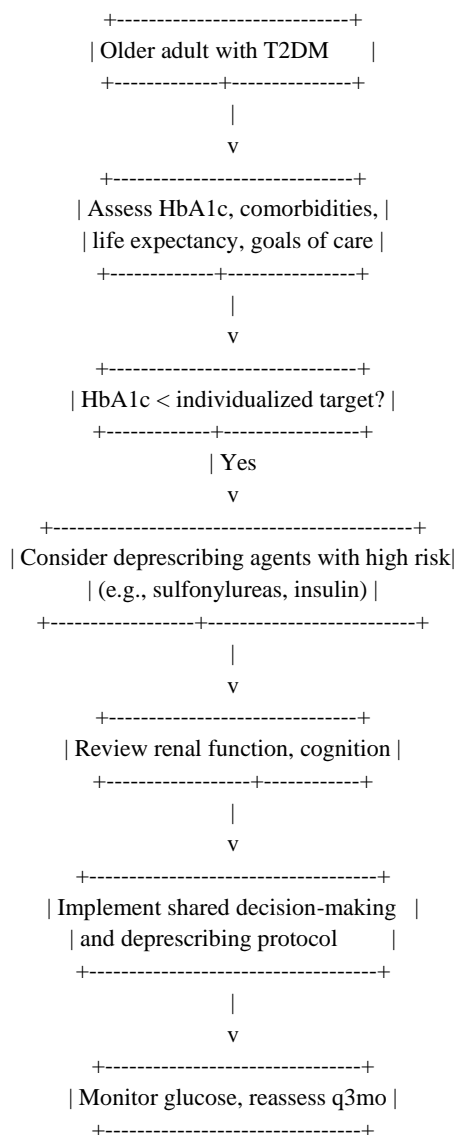 Older adult with T2DM
Assess HbA1c, comorbidities,
life expectancy, goals of care
HbA1c < individualized target?
Yes
v
Consider deprescribing agents with high risk
(e.g., sulfonylureas, insulin)
Review renal function, cognition
Implement shared decision-making
and deprescribing protocol
Monitor glucose, reassess q3mo